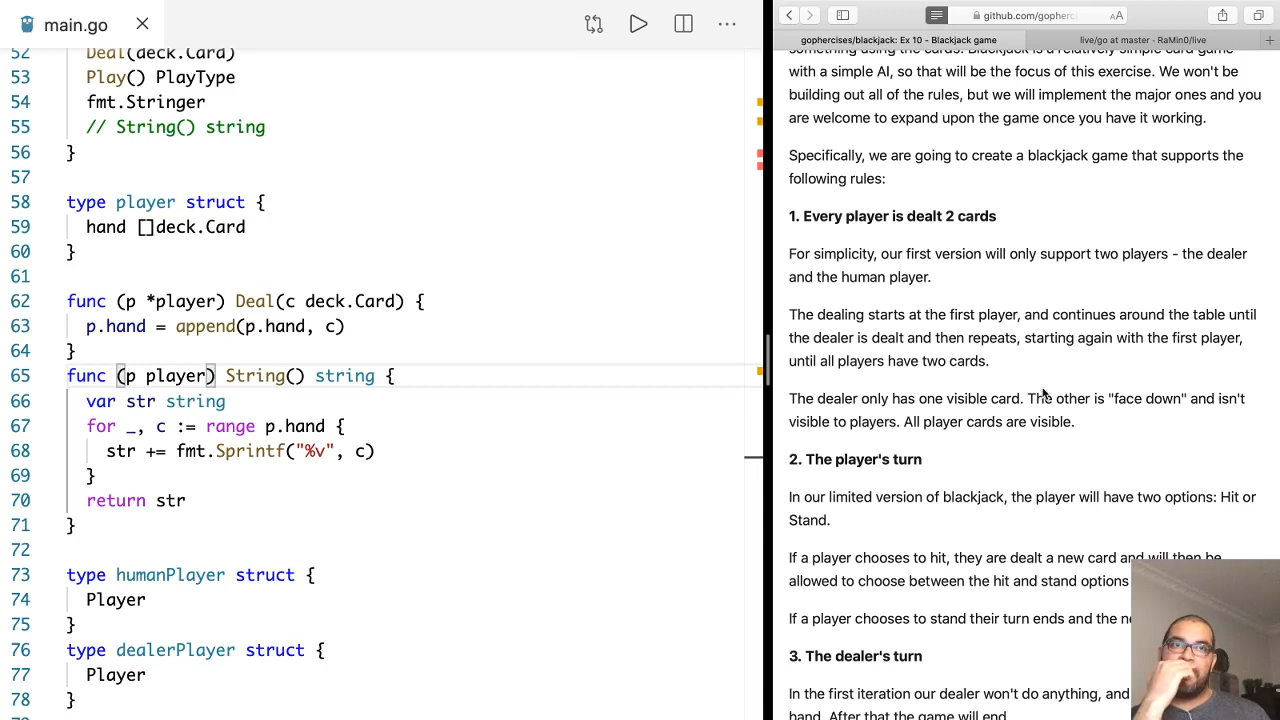 main.go
52 Deal(deck.Card)
53 Play() PlayType
54 fmt.Stringer
55 // String() string
56 }
57
58 type player struct {
59 hand []deck.Card
60 }
61
62 func (p *player) Deal(c deck.Card) {
63 p.hand = append(p.hand, c)
64 }
65 func (p player) String() string {
66 var str string
67 for _, c := range p.hand {
68 str += fmt.Sprintf("%v", c)
69 }
70 return str
71 }
72
73 type humanPlayer struct {
74 Player
75 }
76 type dealerPlayer struct {
77 Player
78 }
github.com/gopherc
AA
gophercises/blackjack: Ex 10 - Blackjack game
live/go at master · RaMin0/live
something using the cards. Blackjack is a relatively simple card game
with a simple AI, so that will be the focus of this exercise. We won't be
building out all of the rules, but we will implement the major ones and you
are welcome to expand upon the game once you have it working.
Specifically, we are going to create a blackjack game that supports the
following rules:
1. Every player is dealt 2 cards
For simplicity, our first version will only support two players - the dealer
and the human player.
The dealing starts at the first player, and continues around the table until
the dealer is dealt and then repeats, starting again with the first player,
until all players have two cards.
The dealer only has one visible card. The other is "face down" and isn't
visible to players. All player cards are visible.
2. The player's turn
In our limited version of blackjack, the player will have two options: Hit or
Stand.
If a player chooses to hit, they are dealt a new card and will then be
allowed to choose between the hit and stand options
If a player chooses to stand their turn ends and the
3. The dealer's turn
In the first iteration our dealer won't do anything, and
hand. After that the game will end